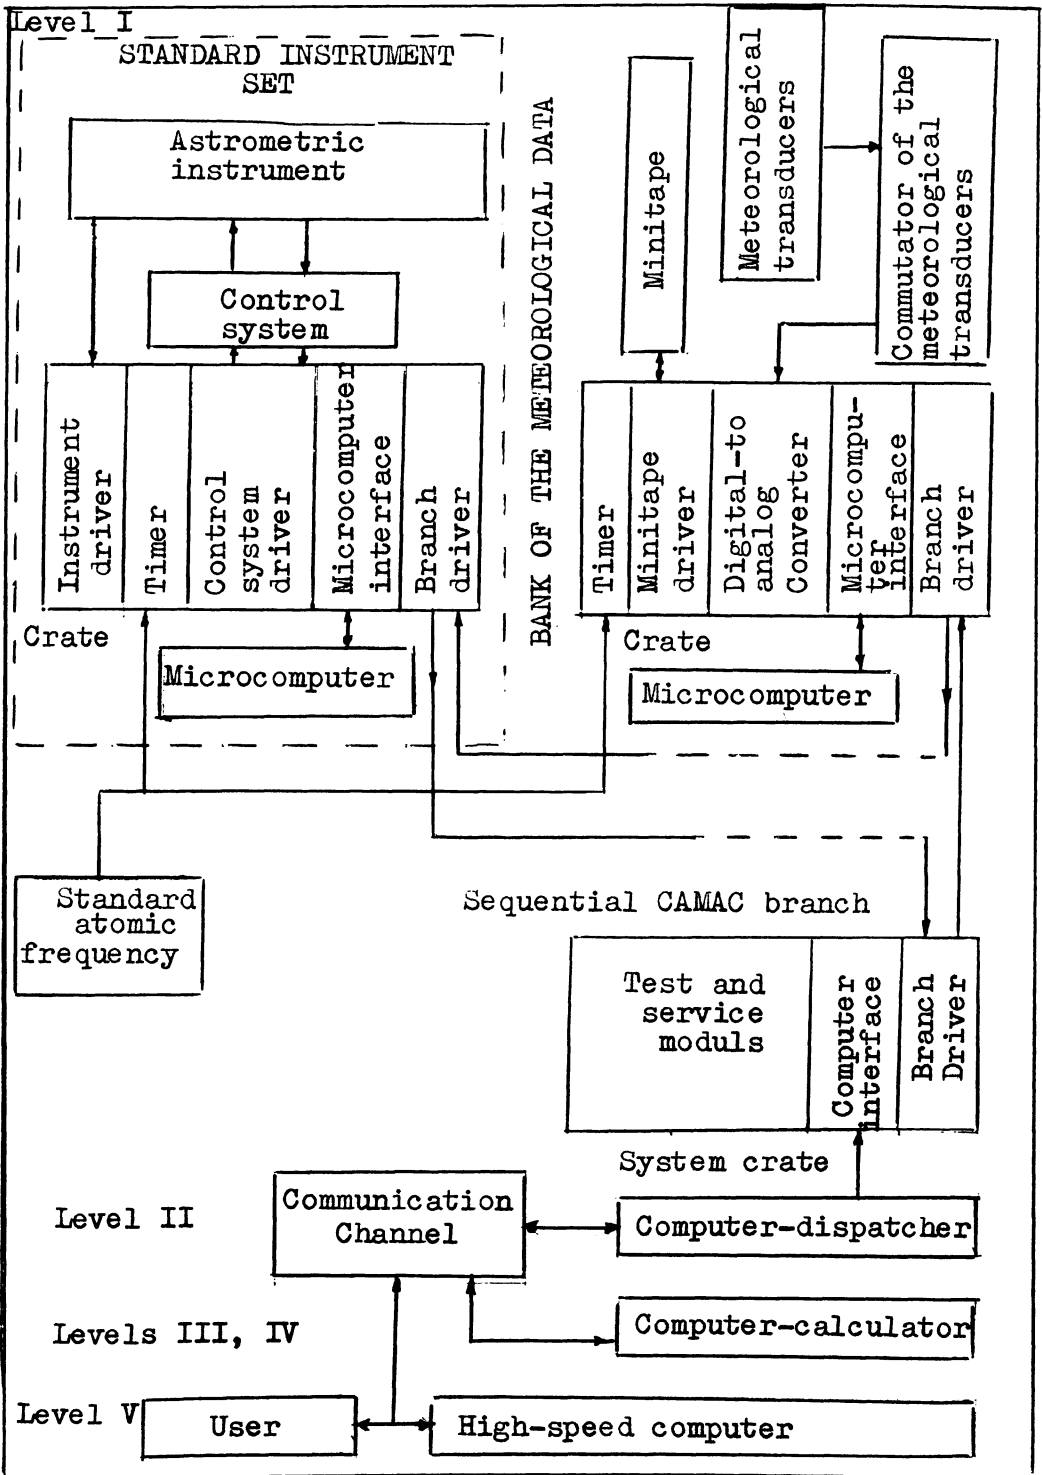 Level I
STANDARD INSTRUMENT
SET
Astrometric
instrument
Control
system
Instrument
driver
Timer
Control
system
driver
Microcomputer
interface
Branch
driver
Crate
Microcomputer
BANK OF THE METEOROLOGICAL DATA
Minitape
Meteorological
transducers
Commutator of the
meteorological
transducers
Timer
Minitape
driver
Digital-to
analog
Converter
Microcompu-
ter
interface
Branch
driver
Crate
Microcomputer
Standard
atomic
frequency
Sequential CAMAC branch
Test and
service
moduls
Computer
interface
Branch
Driver
System crate
Level II
Communication
Channel
Computer-dispatcher
Levels III, IV
Computer-calculator
Level V
User
High-speed computer